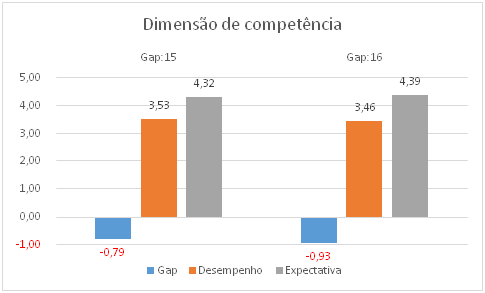 Dimensão de competência
Gap:15 Gap:16
5,00
4,00
3,00
2,00
1,00
0,00
-1,00
3,53 4,32 3,46 4,39
-0,79 -0,93
Gap Desempenho Expectativa